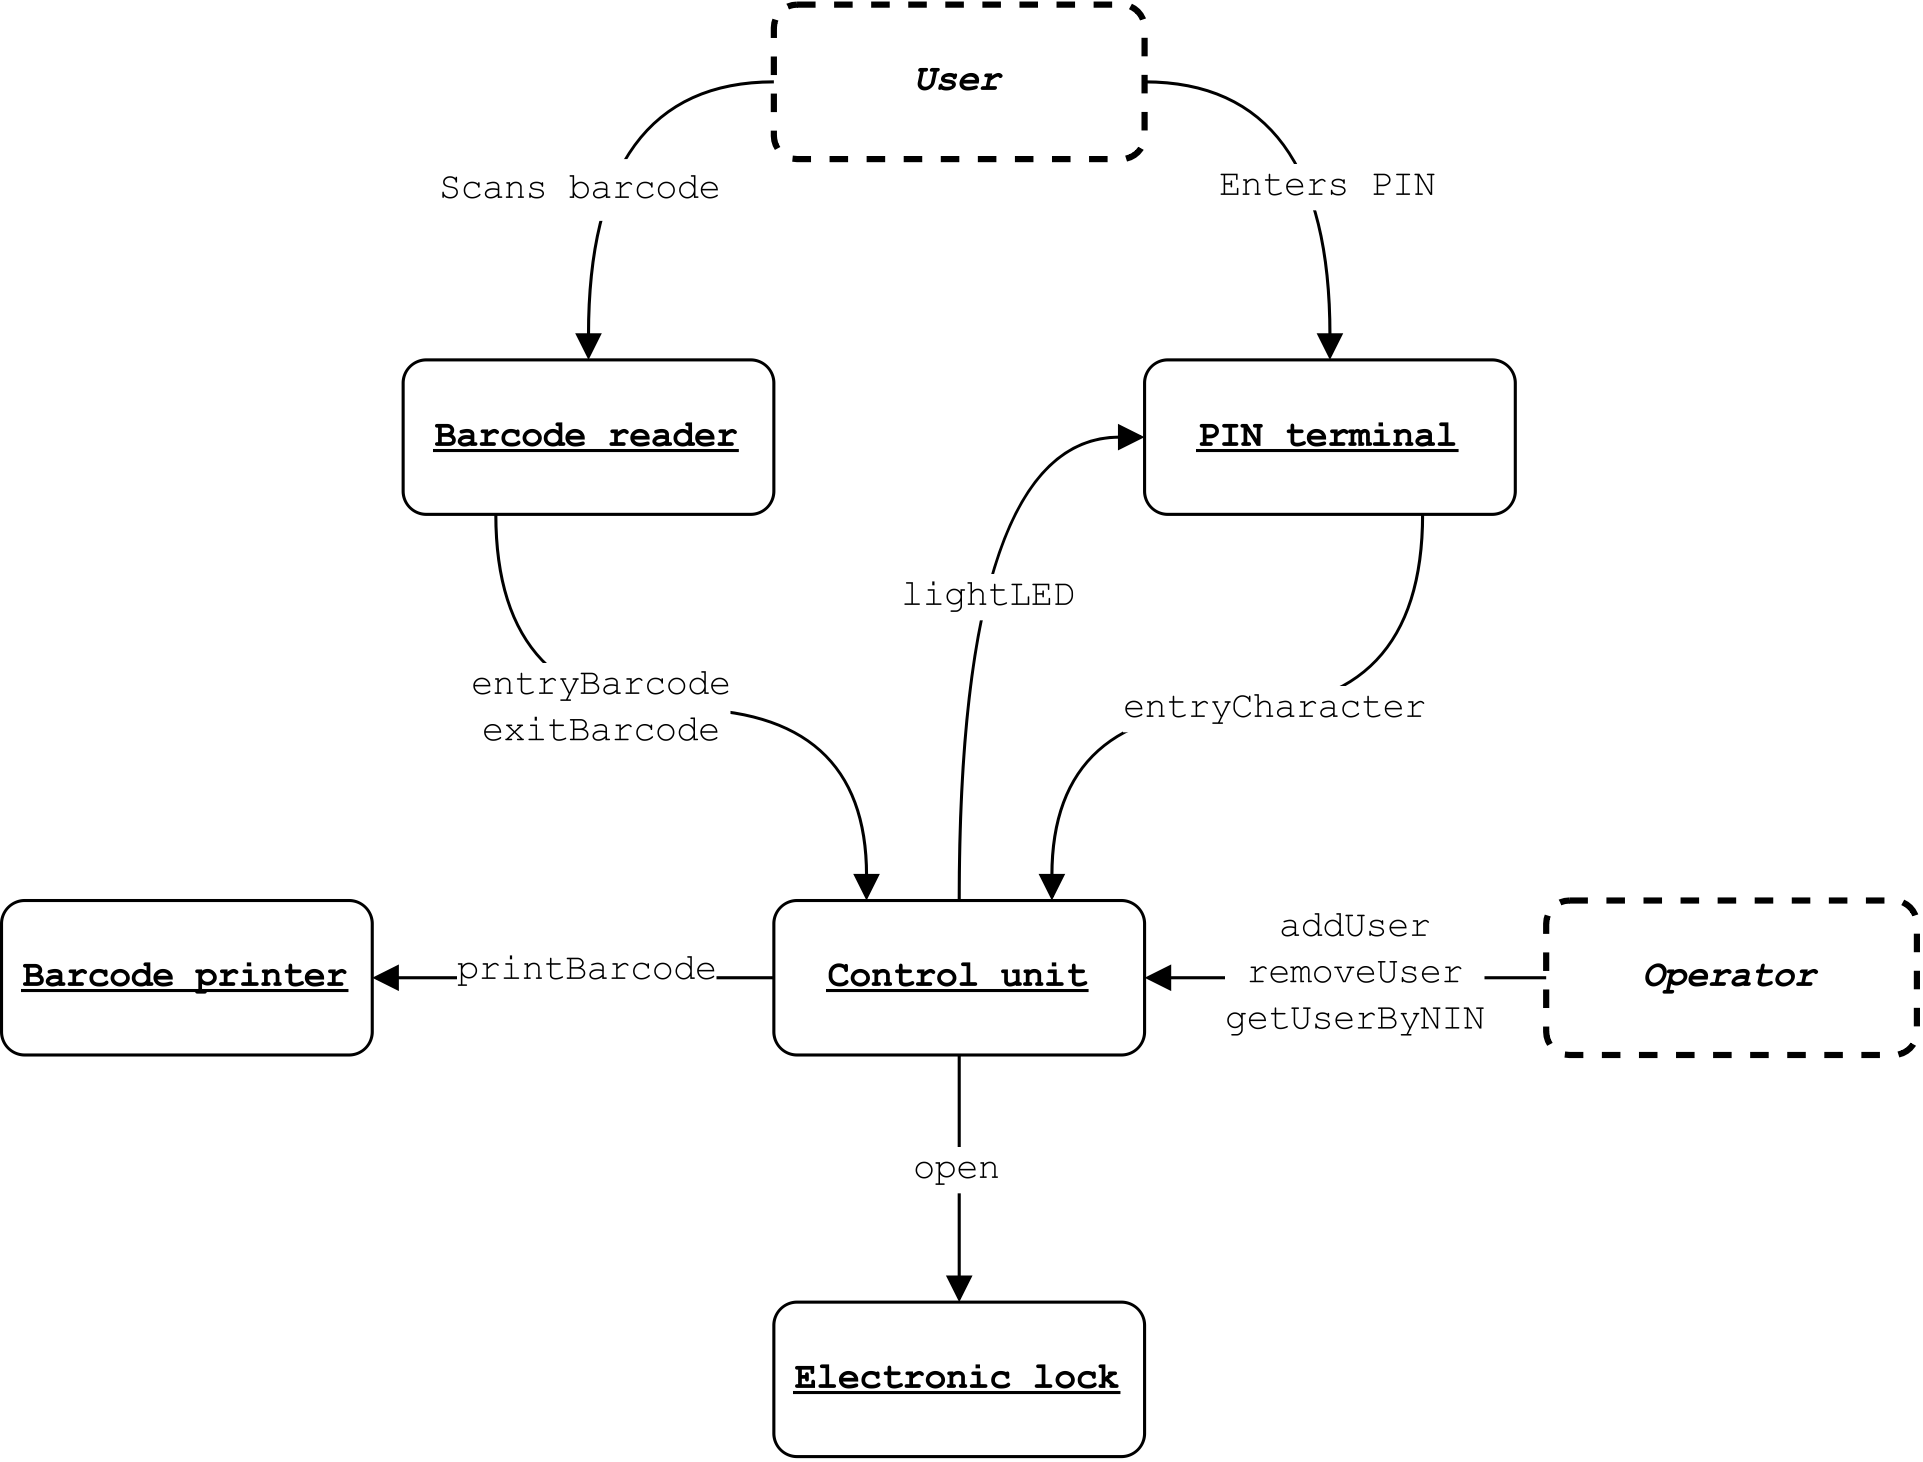 User
Scans barcode
Enters PIN
Barcode reader
PIN terminal
lightLED
entryBarcode
exitBarcode
entryCharacter
Barcode printer
printBarcode
Control unit
addUser
removeUser
getUserByNIN
Operator
open
Electronic lock